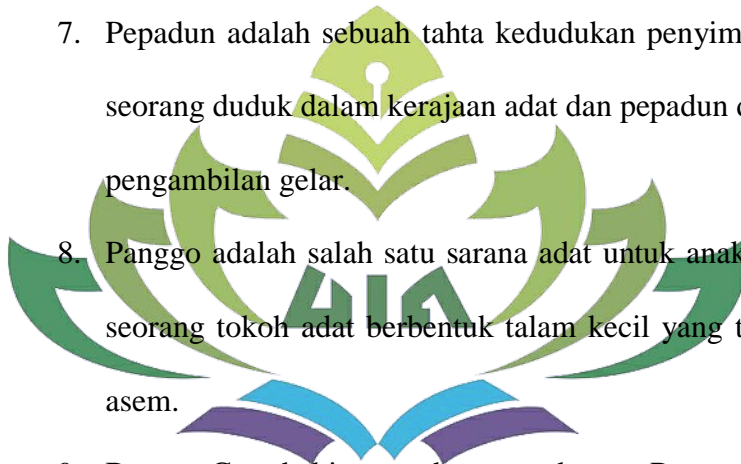 7. Pepadun adalah sebuah tahta kedudukan penyim
seorang duduk dalam kerajaan adat dan pepadun
pengambilan gelar.
8. Panggo adalah salah satu sarana adat untuk anak
seorang tokoh adat berbentuk talam kecil yang
asem.
UIN